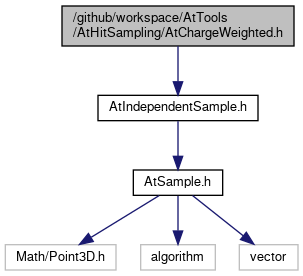 /github/workspace/AtTools
/AtHitSampling/AtChargeWeighted.h
AtIndependentSample.h
AtSample.h
Math/Point3D.h
algorithm
vector